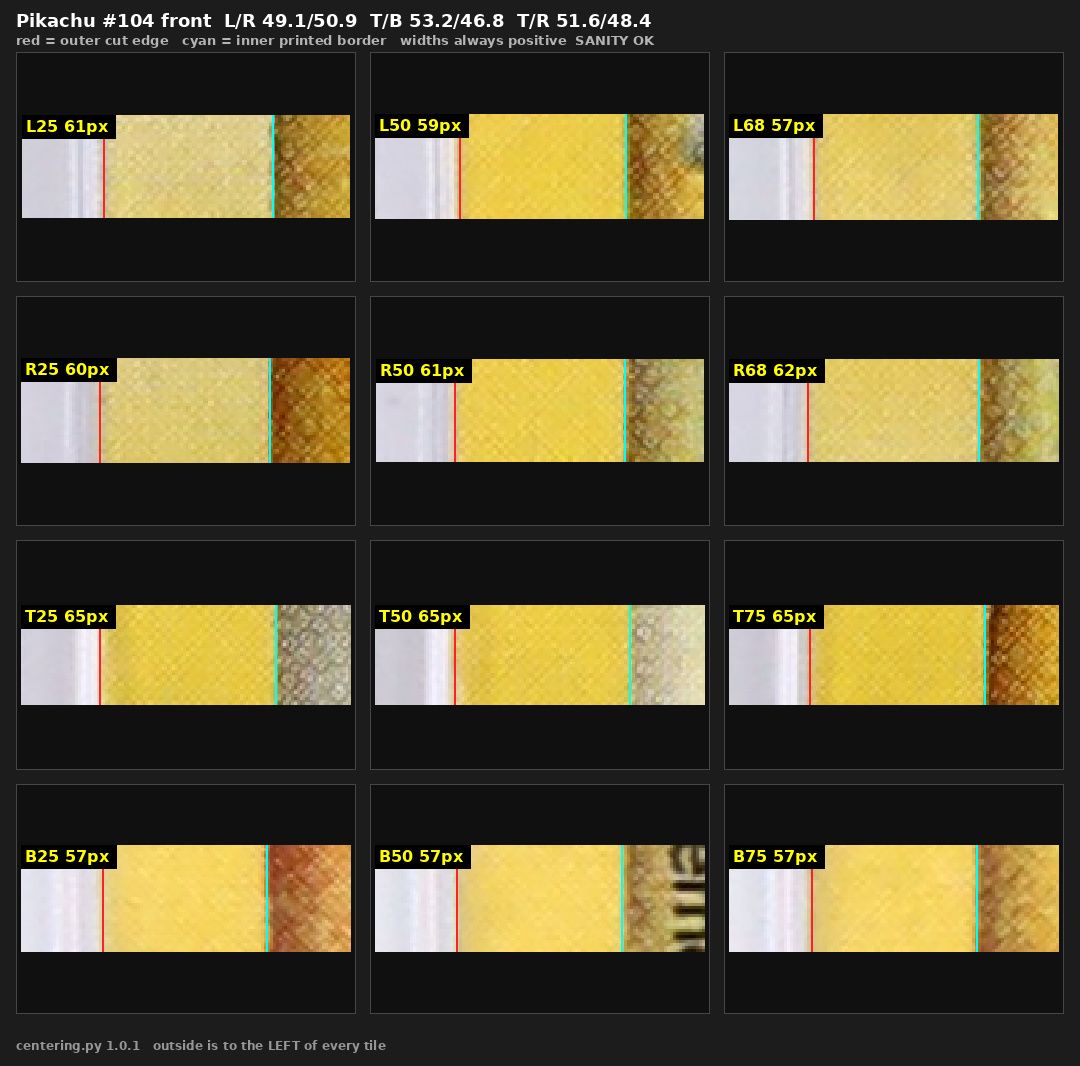 Pikachu #104 front  L/R 49.1/50.9  T/B 53.2/46.8  T/R 51.6/48.4
red = outer cut edge   cyan = inner printed border   widths always positive  SANITY OK
L25 61px
L50 59px
L68 57px
R25 60px
R50 61px
R68 62px
T25 65px
T50 65px
T75 65px
B25 57px
B50 57px
B75 57px
centering.py 1.0.1   outside is to the LEFT of every tile